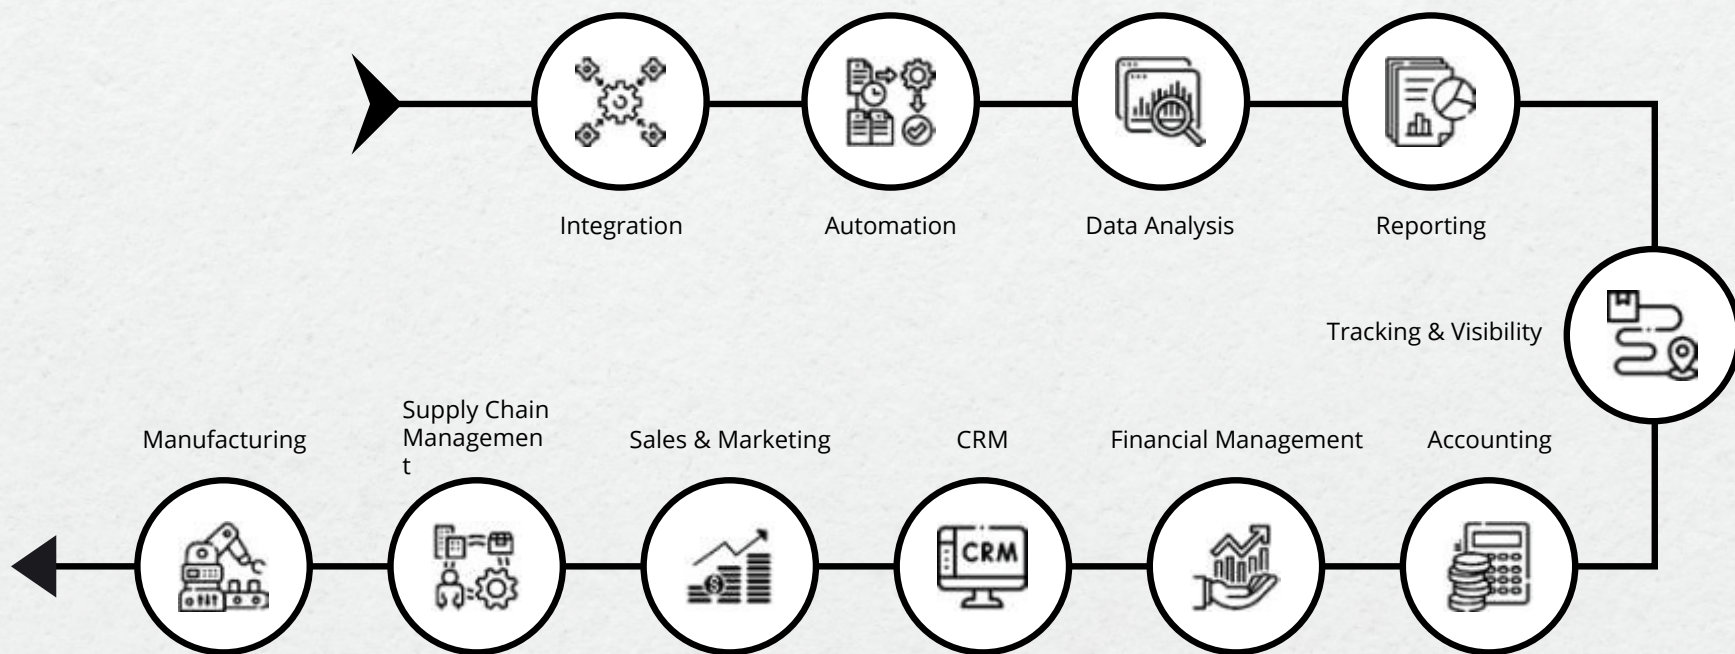 Integration
Automation
Data Analysis
Reporting
Tracking & Visibility
Manufacturing
Supply Chain
Managemen
t
Sales & Marketing
CRM
Financial Management
Accounting
CRM